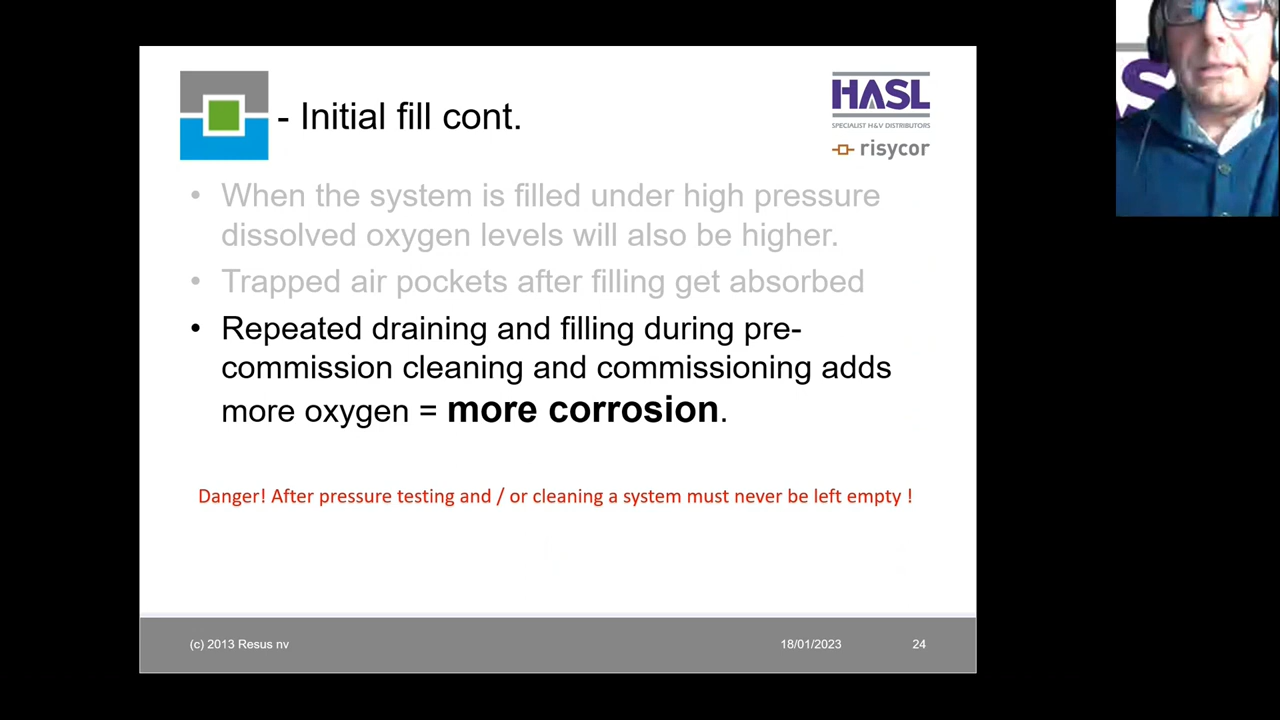 - Initial fill cont.
HASL
SPECIALIST H&V DISTRIBUTORS
risycor
• When the system is filled under high pressure
dissolved oxygen levels will also be higher.
• Trapped air pockets after filling get absorbed
• Repeated draining and filling during pre-
commission cleaning and commissioning adds
more oxygen = more corrosion.
Danger! After pressure testing and / or cleaning a system must never be left empty !
(c) 2013 Resus nv
18/01/2023
24